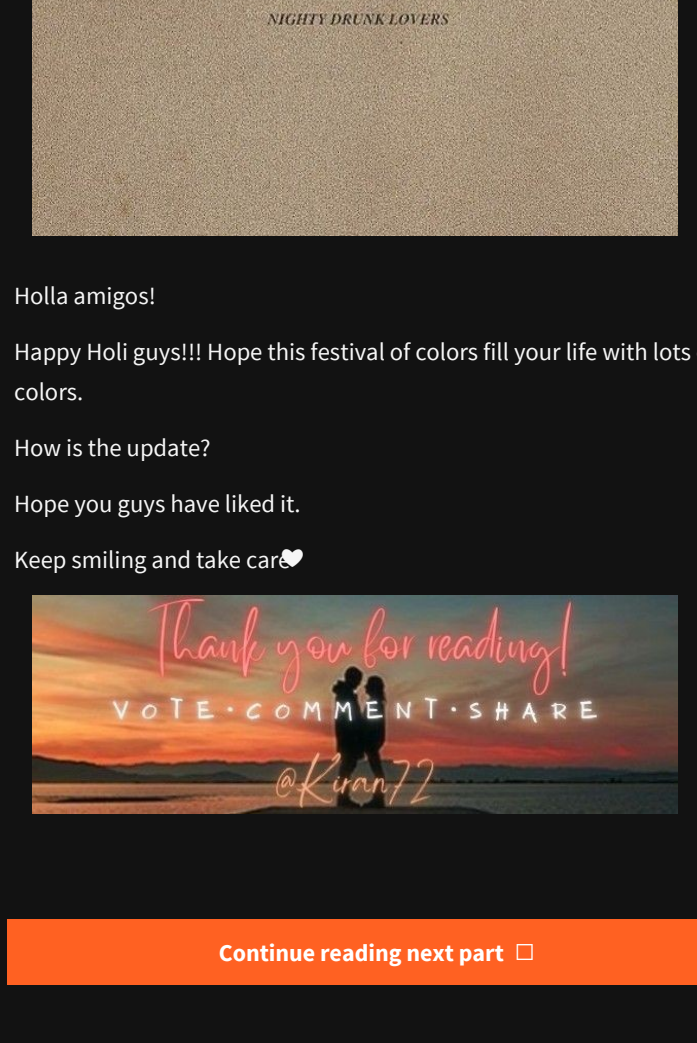 NIGHTY DRUNK LOVERS
Holla amigos!
Happy Holi guys!!! Hope this festival of colors fill your life with lots
colors.
How is the update?
Hope you guys have liked it.
Keep smiling and take care
Thank you for reading!
VOTE·COMMENT·SHARE
@Kiran72
Continue reading next part